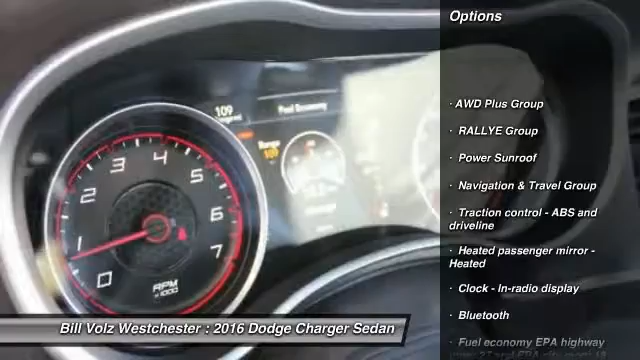 Options
· AWD Plus Group
· RALLYE Group
· Power Sunroof
· Navigation & Travel Group
· Traction control - ABS and
driveline
· Heated passenger mirror -
Heated
· Clock - In-radio display
· Bluetooth
· Fuel economy EPA highway
109
Fuel Economy
Range
109
0
1
2
3
4
5
6
7
RPM
x1000
Bill Volz Westchester : 2016 Dodge Charger Sedan